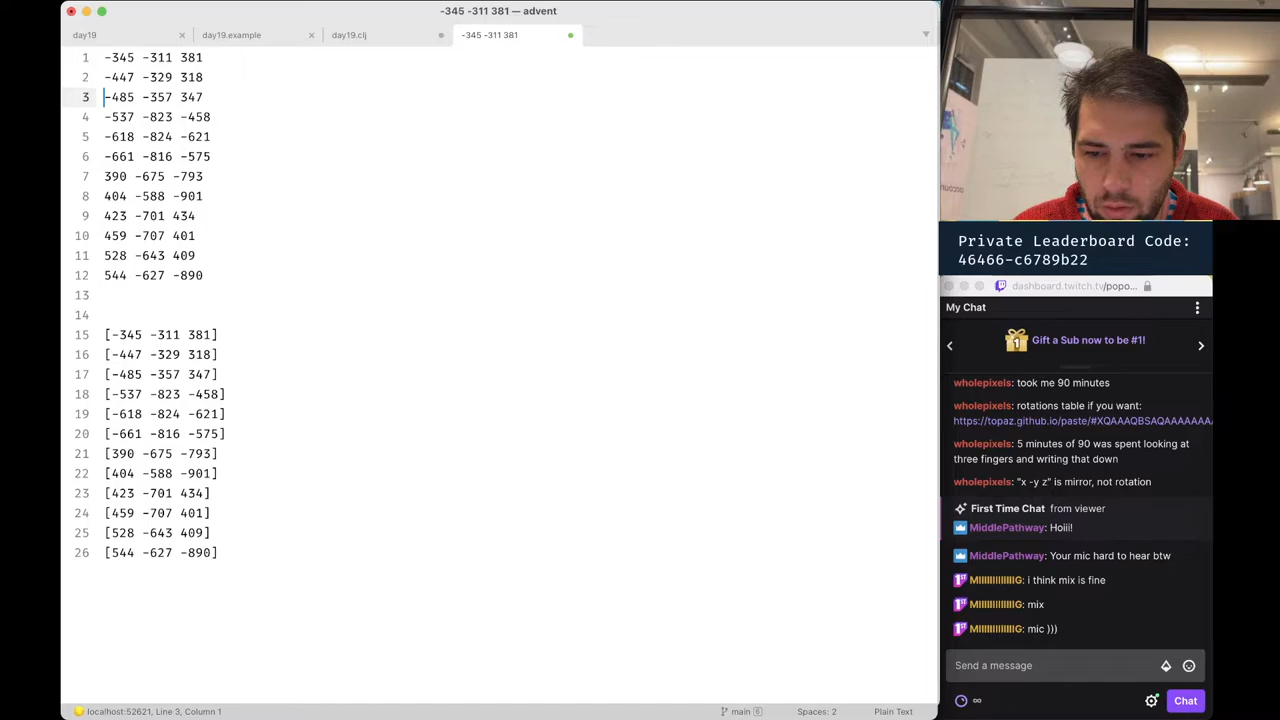 -345 -311 381 — advent
day19
day19.example
day19.clj
-345 -311 381
1 -345 -311 381
2 -447 -329 318
3 -485 -357 347
4 -537 -823 -458
5 -618 -824 -621
6 -661 -816 -575
7 390 -675 -793
8 404 -588 -901
9 423 -701 434
10 459 -707 401
11 528 -643 409
12 544 -627 -890
13
14
15 [-345 -311 381]
16 [-447 -329 318]
17 [-485 -357 347]
18 [-537 -823 -458]
19 [-618 -824 -621]
20 [-661 -816 -575]
21 [390 -675 -793]
22 [404 -588 -901]
23 [423 -701 434]
24 [459 -707 401]
25 [528 -643 409]
26 [544 -627 -890]
localhost:52621, Line 3, Column 1
main 6
Spaces: 2
Plain Text
Private Leaderboard Code:
46466-c6789b22
dashboard.twitch.tv/popo...
My Chat
1
Gift a Sub now to be #1!
wholepixels: took me 90 minutes
wholepixels: rotations table if you want:
https://topaz.github.io/paste/#XQAAAQBSAQAAAAAAA
wholepixels: 5 minutes of 90 was spent looking at
three fingers and writing that down
wholepixels: "x -y z" is mirror, not rotation
First Time Chat from viewer
MiddlePathway: Hoiii!
MiddlePathway: Your mic hard to hear btw
i think mix is fine
mix
mic )))
Send a message
∞
Chat